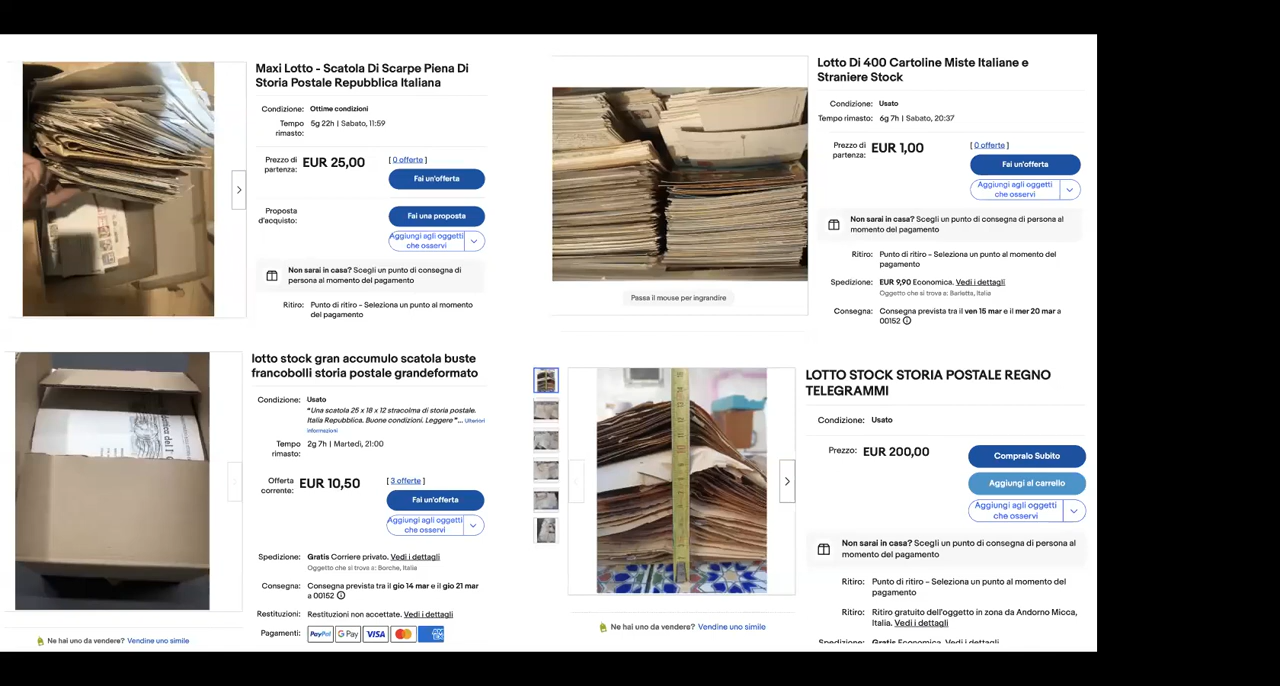 Maxi Lotto - Scatola Di Scarpe Piena Di
Storia Postale Repubblica Italiana
Condizione: Ottime condizioni
Tempo rimasto: 5g 22h | Sabato, 11:59
Prezzo di partenza: EUR 25,00
[ 0 offerte ]
Fai un'offerta
Proposta d'acquisto:
Fai una proposta
Aggiungi agli oggetti che osservi
Non sarai in casa? Scegli un punto di consegna di
persona al momento del pagamento
Ritiro: Punto di ritiro – Seleziona un punto al momento
del pagamento
Lotto Di 400 Cartoline Miste Italiane e
Straniere Stock
Condizione: Usato
Tempo rimasto: 6g 7h | Sabato, 20:37
Prezzo di partenza: EUR 1,00
[ 0 offerte ]
Fai un'offerta
Aggiungi agli oggetti che osservi
Non sarai in casa? Scegli un punto di consegna di persona al
momento del pagamento
Ritiro: Punto di ritiro – Seleziona un punto al momento del
pagamento
Spedizione: EUR 9,90 Economica. Vedi i dettagli
Oggetto che si trova a: Barletta, Italia
Consegna: Consegna prevista tra il ven 15 mar e il mer 20 mar a
00152
Passa il mouse per ingrandire
lotto stock gran accumulo scatola buste
francobolli storia postale grandeformato
Condizione: Usato
"Una scatola 25 x 18 x 12 stracolma di storia postale.
Italia Repubblica. Buone condizioni. Leggere"... Ulteriori
informazioni
Tempo rimasto: 2g 7h | Martedì, 21:00
Offerta corrente: EUR 10,50
[ 3 offerte ]
Fai un'offerta
Aggiungi agli oggetti che osservi
Spedizione: Gratis Corriere privato. Vedi i dettagli
Oggetto che si trova a: Borche, Italia
Consegna: Consegna prevista tra il gio 14 mar e il gio 21 mar
a 00152
Restituzioni: Restituzioni non accettate. Vedi i dettagli
Pagamenti: PayPal G Pay VISA
Ne hai uno da vendere? Vendine uno simile
LOTTO STOCK STORIA POSTALE REGNO
TELEGRAMMI
Condizione: Usato
Prezzo: EUR 200,00
Compralo Subito
Aggiungi al carrello
Aggiungi agli oggetti che osservi
Non sarai in casa? Scegli un punto di consegna di persona al
momento del pagamento
Ritiro: Punto di ritiro – Seleziona un punto al momento del
pagamento
Ritiro: Ritiro gratuito dell'oggetto in zona da Andorno Micca,
Italia. Vedi i dettagli
Spedizione: Gratis Economica. Vedi i dettagli
Ne hai uno da vendere? Vendine uno simile